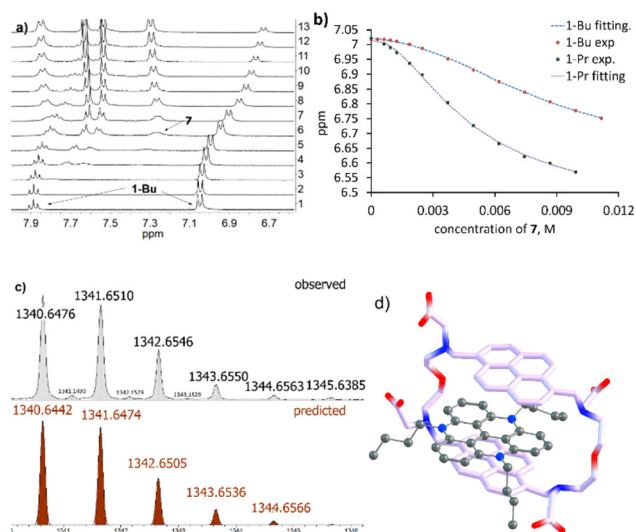 a)
13
12
11
10
9
8
7
6
5
4
3
2
1
7
1-Bu
7.9 7.7 7.5 7.3 7.1 6.9 6.7
ppm
b)
7.05
7
6.95
6.9
6.85
6.8
6.75
6.7
6.65
6.6
6.55
6.5
ppm
1-Bu fitting.
1-Bu exp
1-Pr exp.
1-Pr fitting
0 0.003 0.006 0.009 0.012
concentration of 7, M
c)
observed
1340.6476
1341.6510
1342.6546
1343.6550
1344.6563
1345.6385
predicted
1340.6442
1341.6474
1342.6505
1343.6536
1344.6566
d)